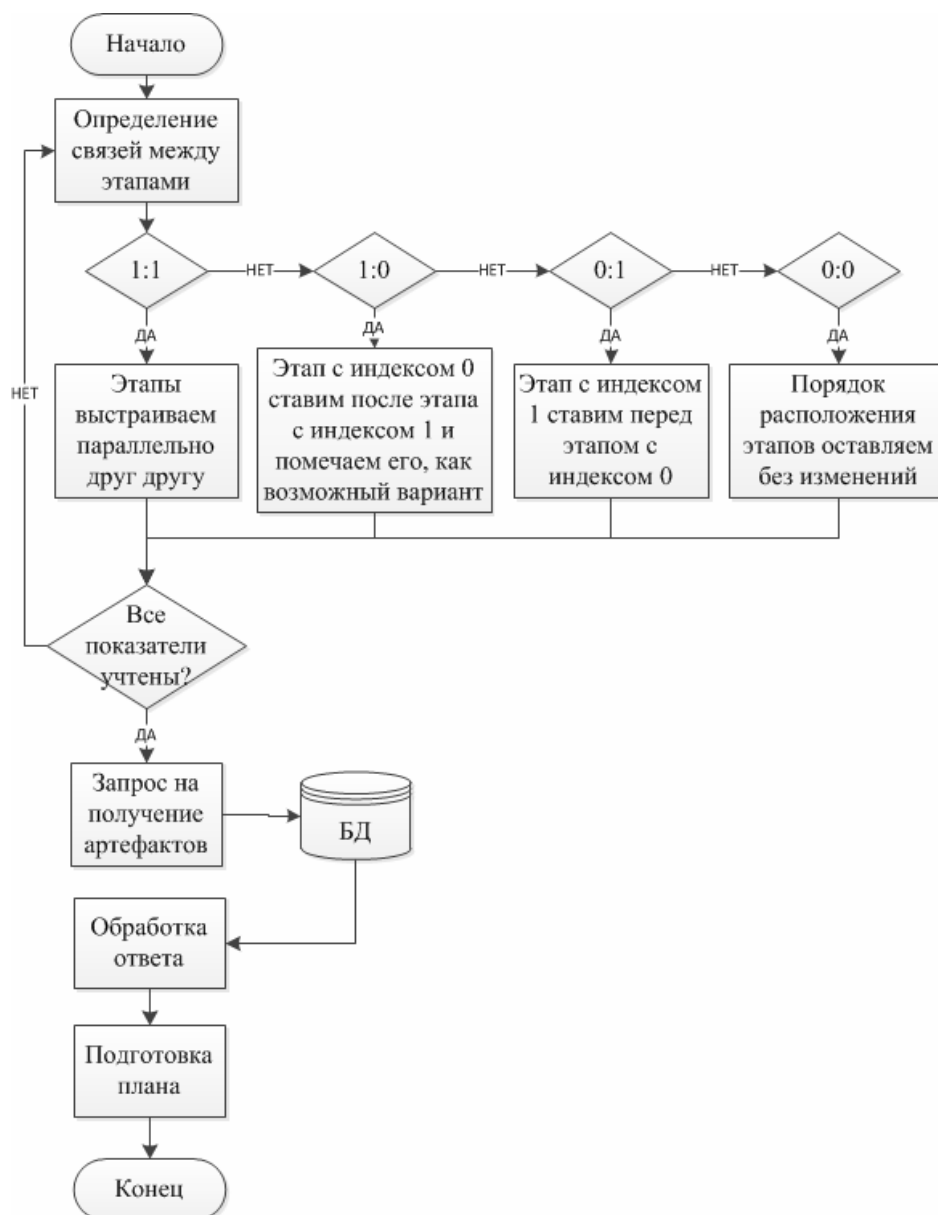 Начало
Определение
связей между
этапами
1:1
НЕТ
1:0
НЕТ
0:1
НЕТ
0:0
ДА
ДА
ДА
ДА
НЕТ
Этапы
выстраиваем
параллельно
друг другу
Этап с индексом 0
ставим после этапа
с индексом 1 и
помечаем его, как
возможный вариант
Этап с индексом
1 ставим перед
этапом с
индексом 0
Порядок
расположения
этапов оставляем
без изменений
Все
показатели
учтены?
ДА
Запрос на
получение
артефактов
БД
Обработка
ответа
Подготовка
плана
Конец